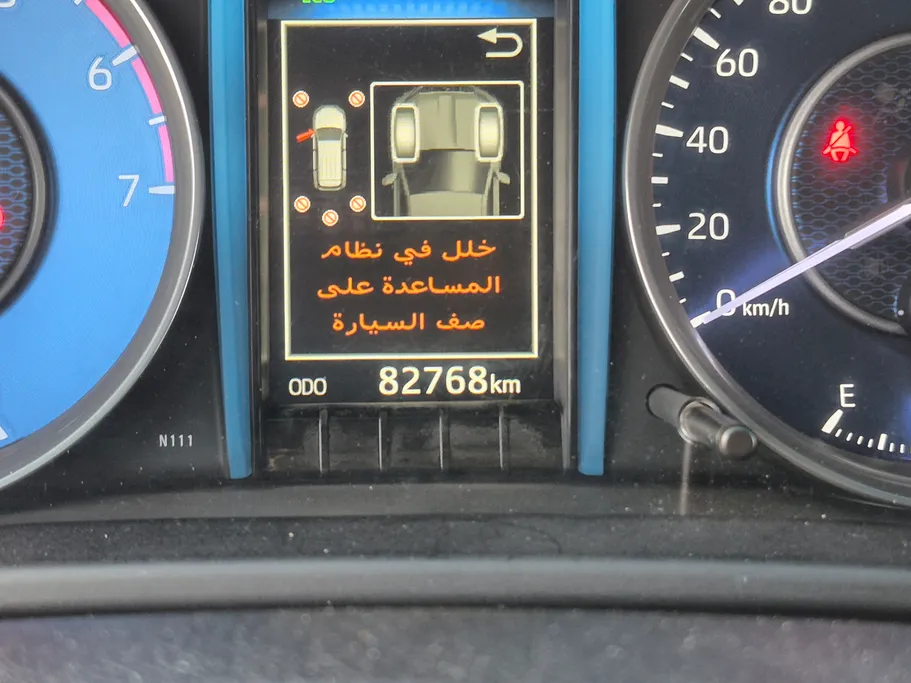 6
7
80
60
40
20
0 km/h
خلل في نظام
المساعدة على
صف السيارة
ODO 82768km
N111
E